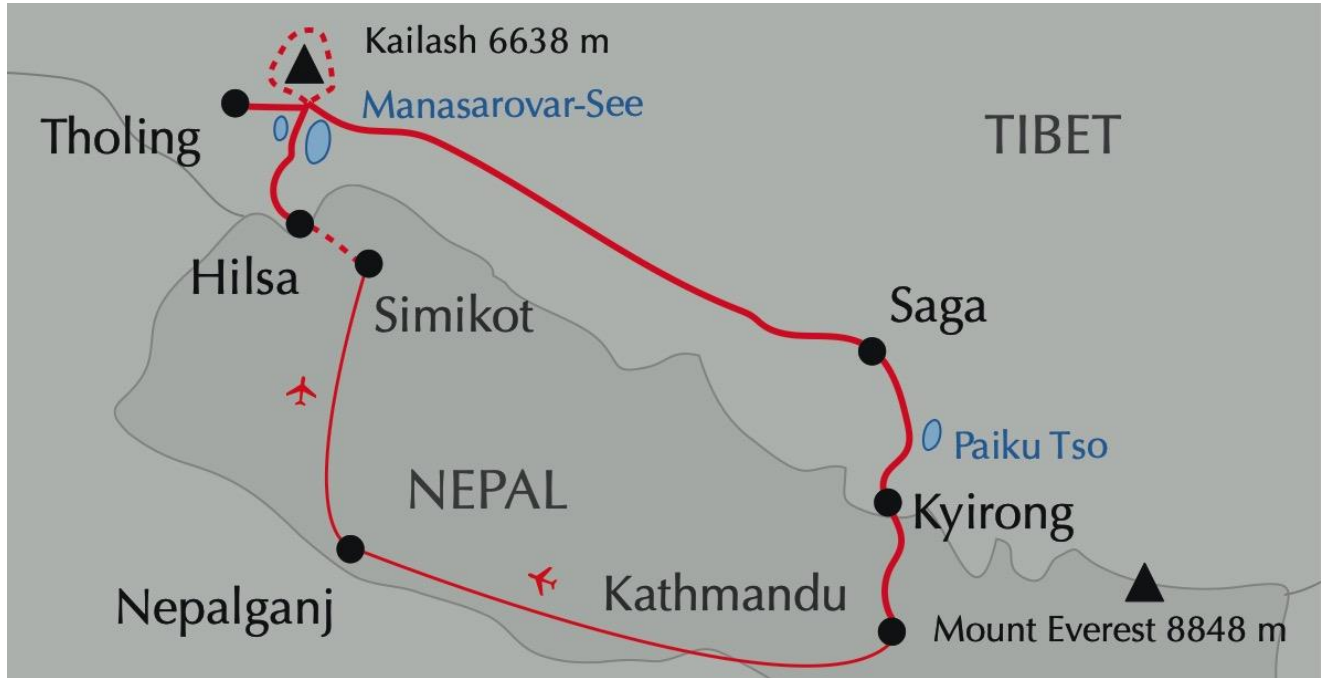 Kailash 6638 m
Manasarovar-See
Tholing
TIBET
Hilsa
Simikot
Saga
Paiku Tso
NEPAL
Kyirong
Nepalganj
Kathmandu
Mount Everest 8848 m